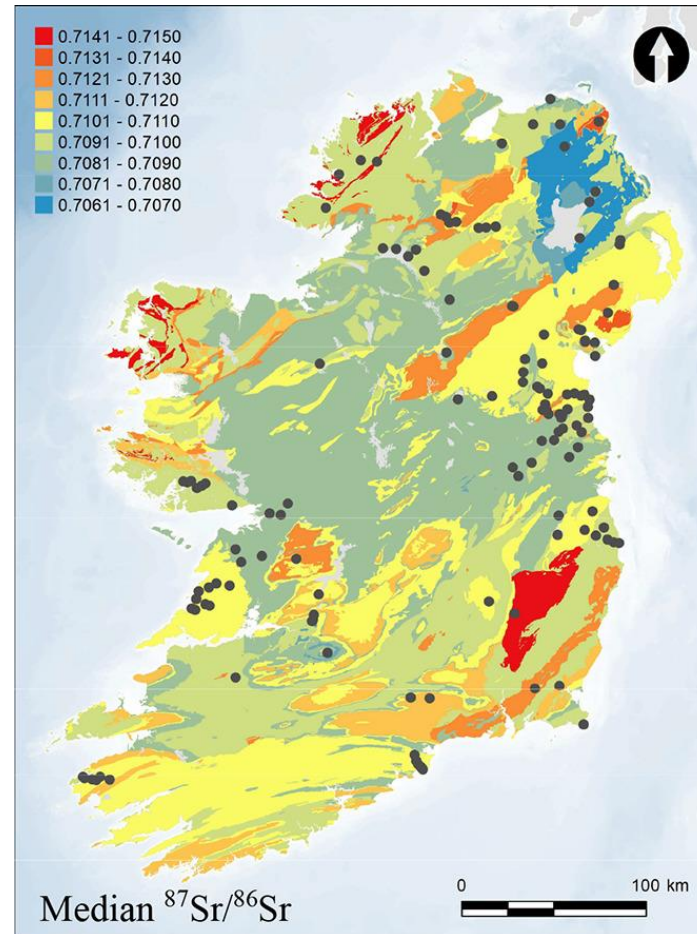 0.7141 - 0.7150
0.7131 - 0.7140
0.7121 - 0.7130
0.7111 - 0.7120
0.7101 - 0.7110
0.7091 - 0.7100
0.7081 - 0.7090
0.7071 - 0.7080
0.7061 - 0.7070
0 100 km
Median ⁸⁷Sr/⁸⁶Sr